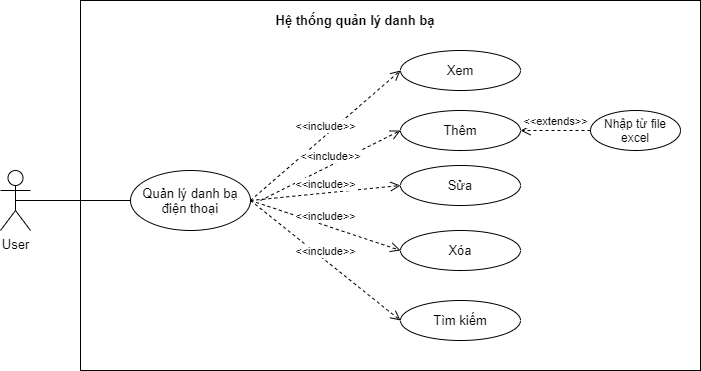 Hệ thống quản lý danh bạ
Xem
<<include>>
Thêm
<<extends>>
Nhập từ file
excel
<<include>>
Quản lý danh bạ
điện thoại
<<include>>
Sửa
<<include>>
Xóa
User
<<include>>
Tìm kiếm